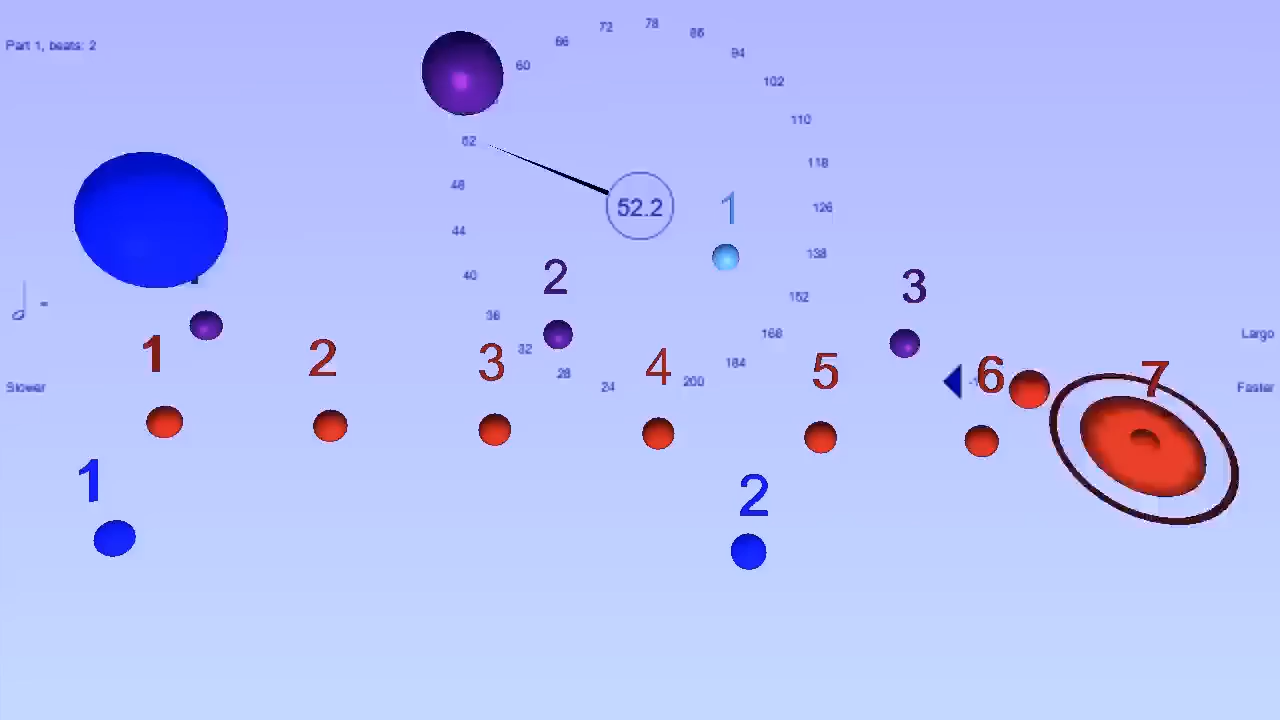 72 78 86
66 94
Part 1, beats: 2
60 102
110
52
118
48
52.2
1
126
44
138
40
2
3
152
36
168
Largo
32
184
1 2 3 4 5 6 7
28 24 200
Slower
Faster
1 2